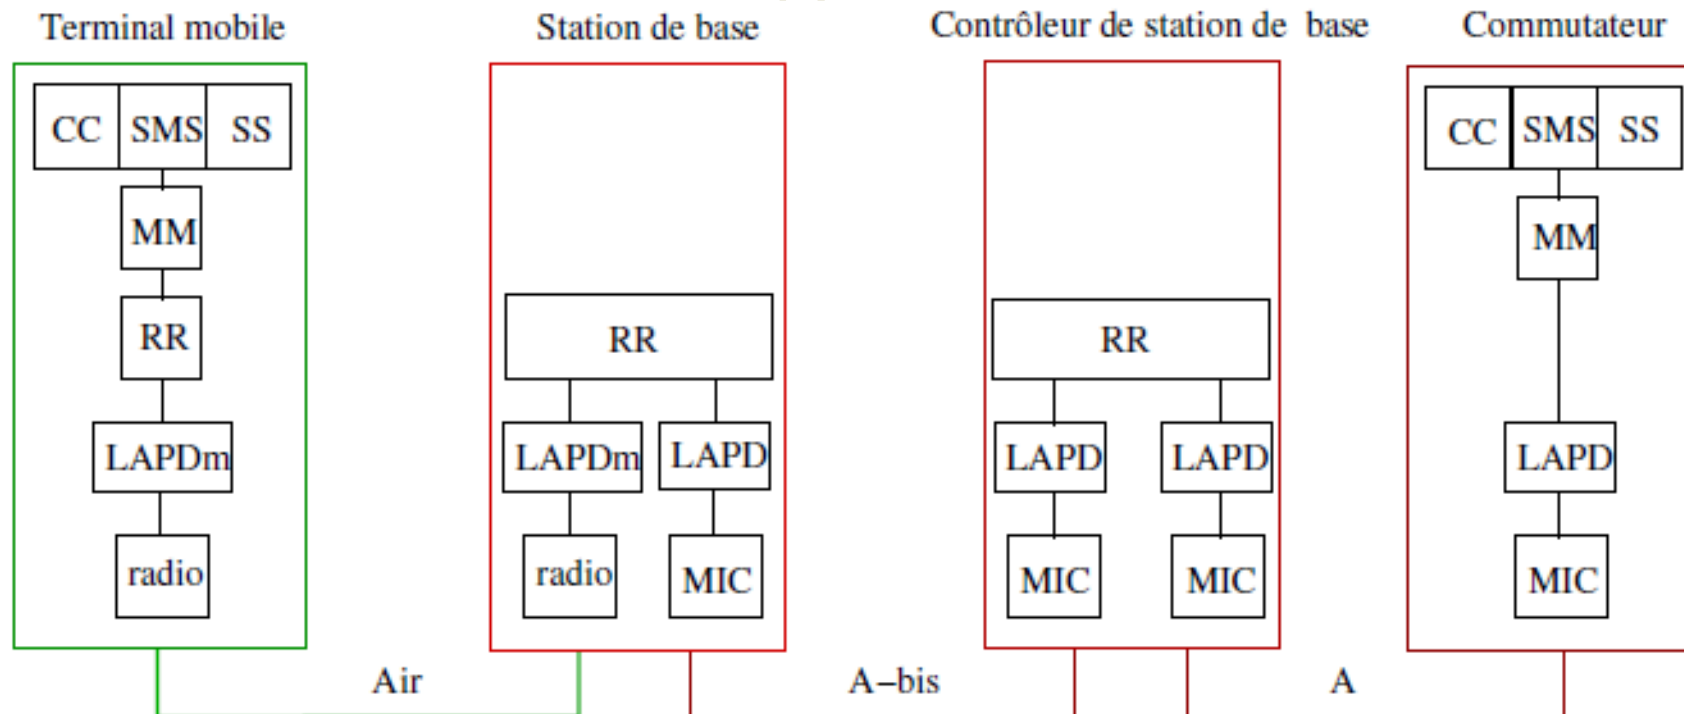 Terminal mobile
Station de base
Contrôleur de station de base
Commutateur
CC SMS SS
CC SMS SS
MM
MM
RR
RR
RR
LAPDm
LAPDm
LAPD
LAPD
LAPD
LAPD
radio
radio
MIC
MIC
MIC
MIC
Air
A-bis
A